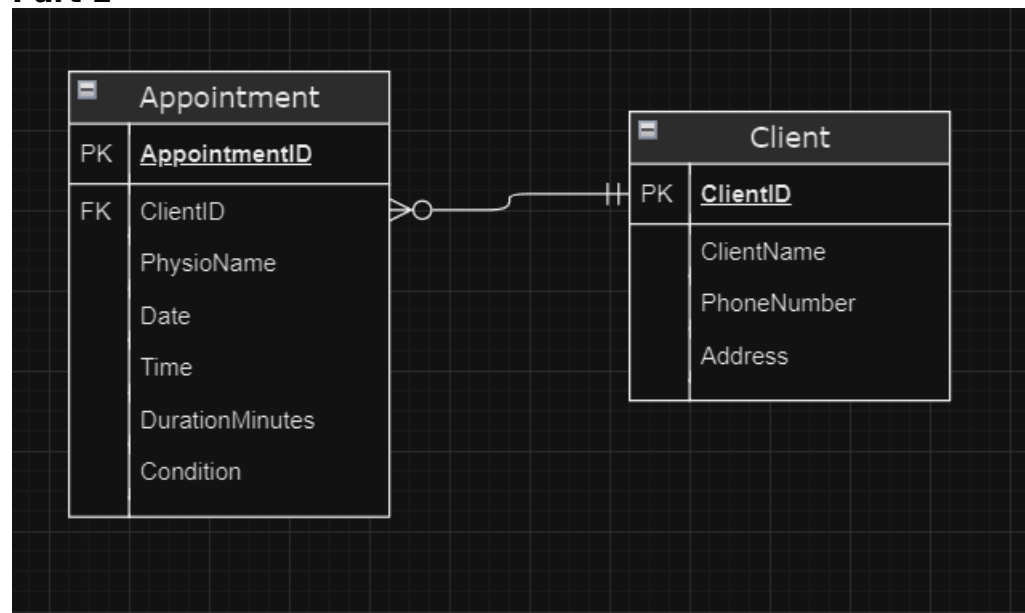 Appointment
PK AppointmentID
FK ClientID
PhysioName
Date
Time
DurationMinutes
Condition
Client
PK ClientID
ClientName
PhoneNumber
Address